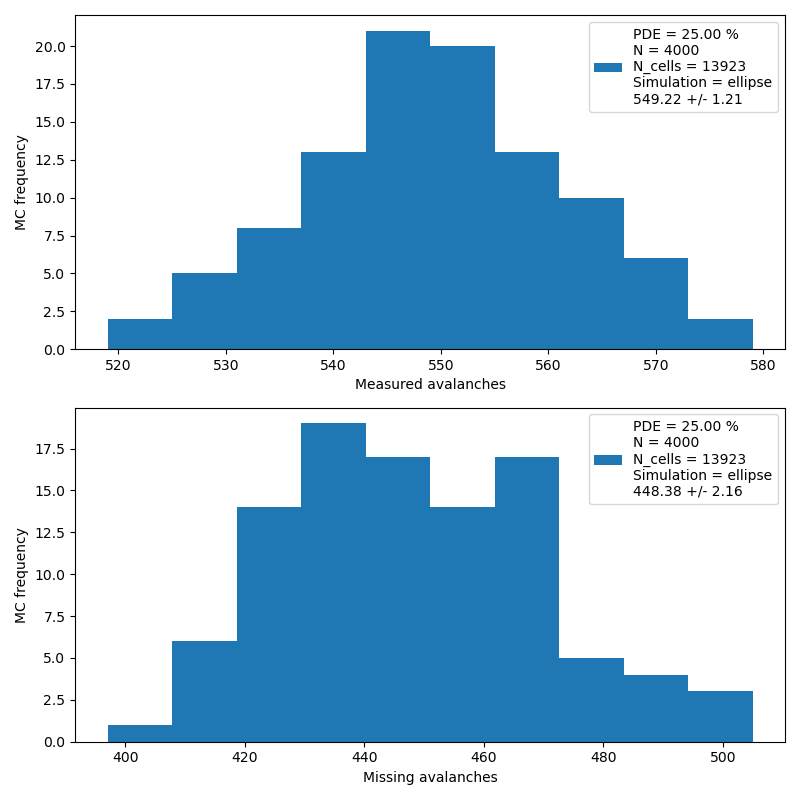 20.0
17.5
15.0
12.5
10.0
7.5
5.0
2.5
0.0
MC frequency
PDE = 25.00 %
N = 4000
N_cells = 13923
Simulation = ellipse
549.22 +/- 1.21
520 530 540 550 560 570 580
Measured avalanches
17.5
15.0
12.5
10.0
7.5
5.0
2.5
0.0
MC frequency
PDE = 25.00 %
N = 4000
N_cells = 13923
Simulation = ellipse
448.38 +/- 2.16
400 420 440 460 480 500
Missing avalanches